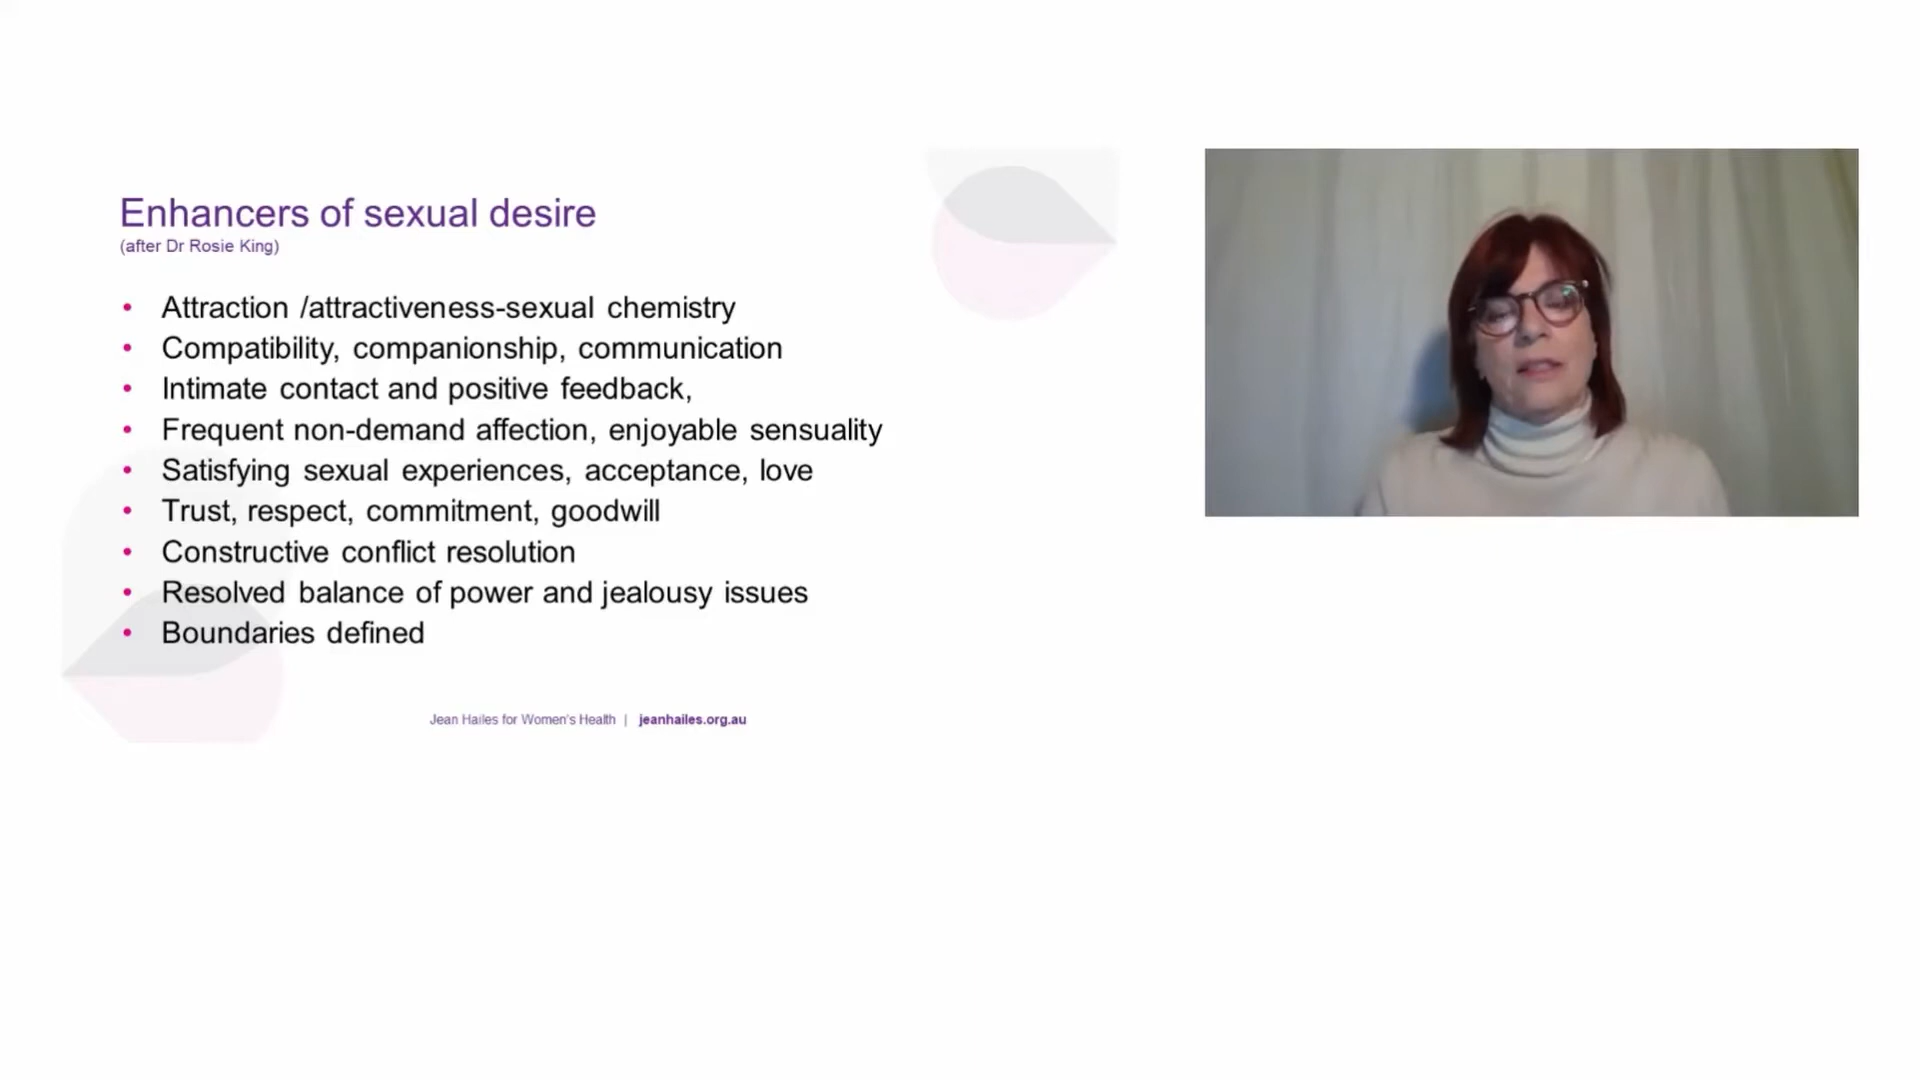 Enhancers of sexual desire
(after Dr Rosie King)
• Attraction /attractiveness-sexual chemistry
• Compatibility, companionship, communication
• Intimate contact and positive feedback,
• Frequent non-demand affection, enjoyable sensuality
• Satisfying sexual experiences, acceptance, love
• Trust, respect, commitment, goodwill
• Constructive conflict resolution
• Resolved balance of power and jealousy issues
• Boundaries defined
Jean Hailes for Women's Health | jeanhailes.org.au